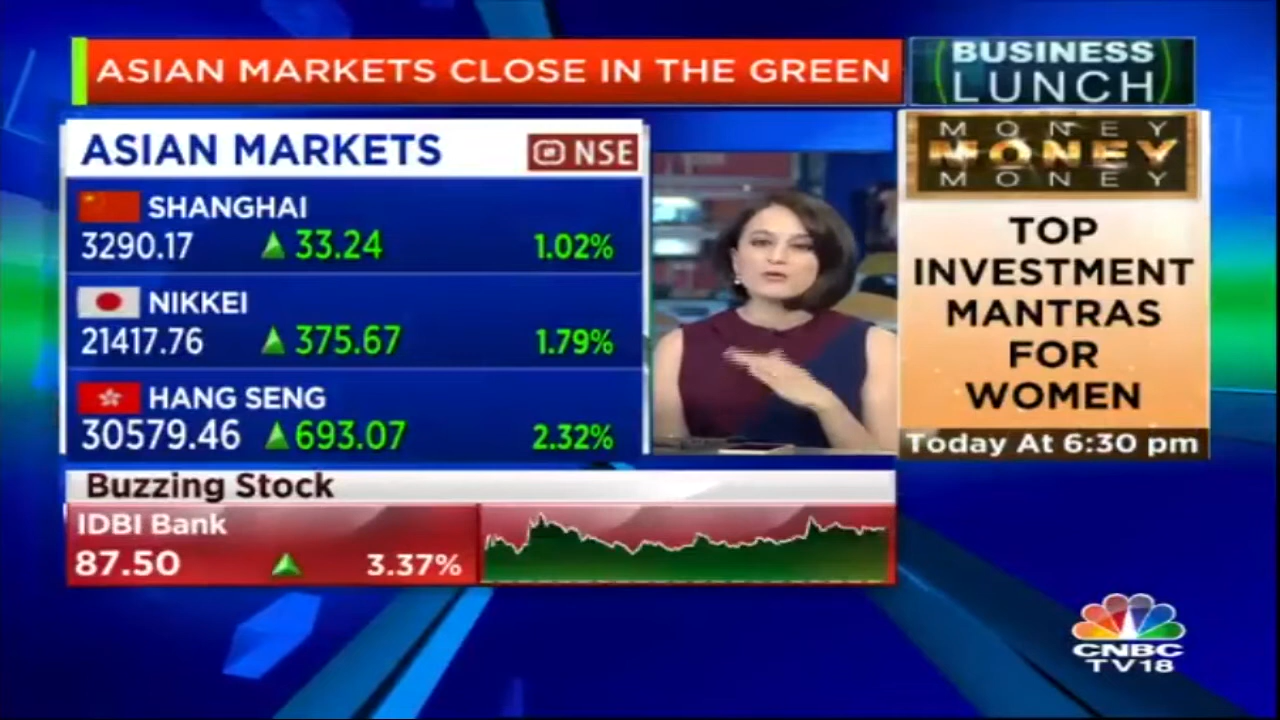 ASIAN MARKETS CLOSE IN THE GREEN
BUSINESS
LUNCH
ASIAN MARKETS
NSE
SHANGHAI
3290.17 33.24 1.02%
NIKKEI
21417.76 375.67 1.79%
HANG SENG
30579.46 693.07 2.32%
MONEY
MONEY
MONEY
TOP
INVESTMENT
MANTRAS
FOR
WOMEN
Today At 6:30 pm
Buzzing Stock
IDBI Bank
87.50 3.37%
CNBC
TV18